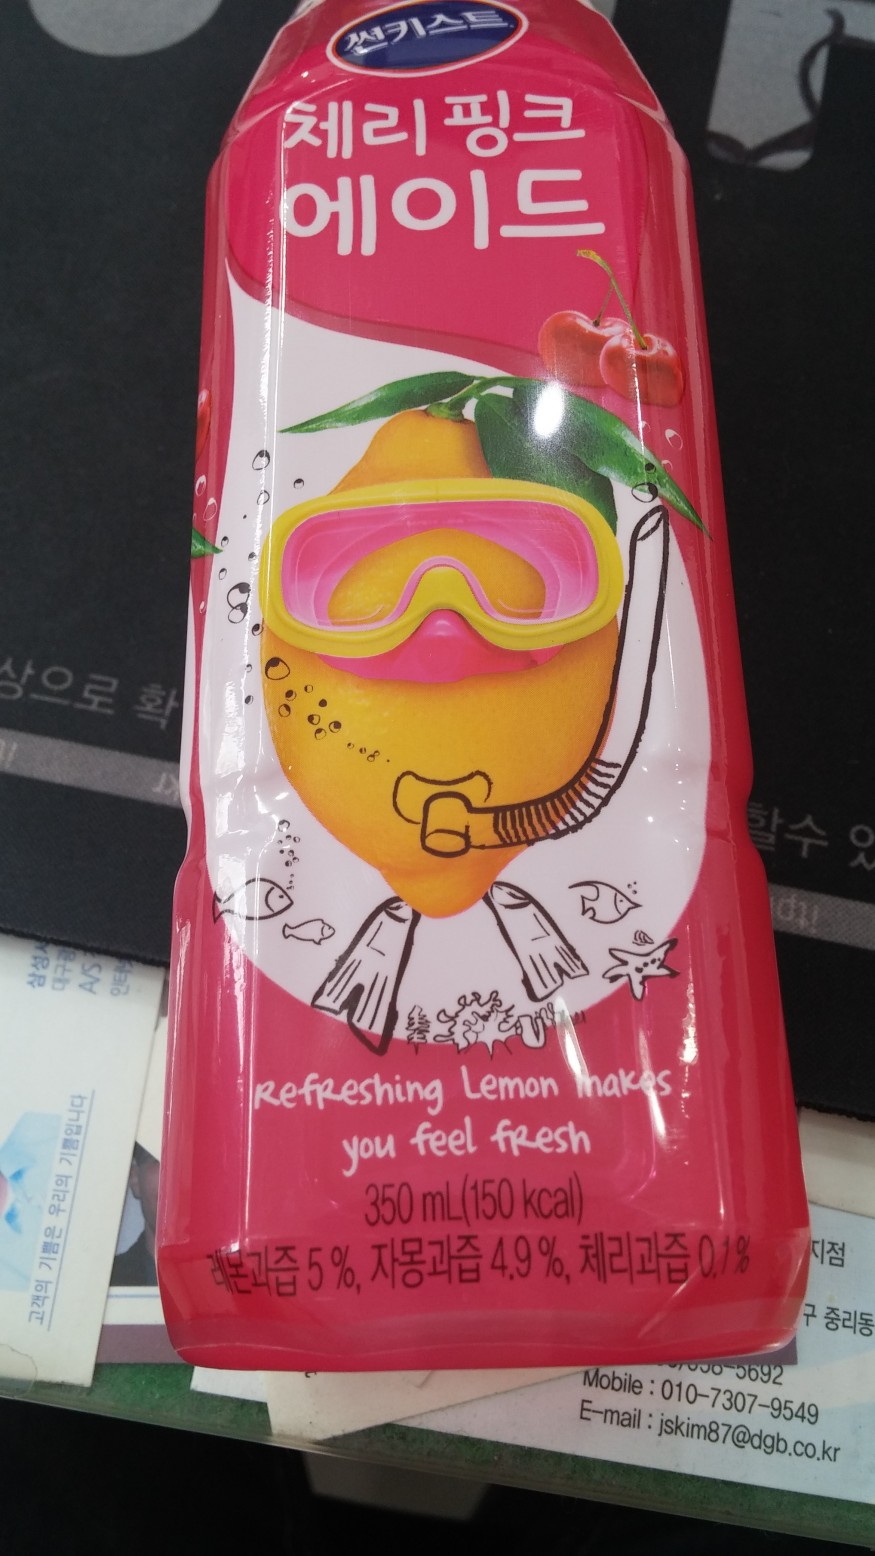 썬키스트
체리 핑크
에이드
Refreshing Lemon makes
you feel fresh
350 mL(150 kcal)
레몬과즙 5 %, 자몽과즙 4.9 %, 체리과즙 0.1 %
상으로 확
할수 있
고객의 기쁨은 우리의 기쁨입니다
지점
구 중리동
5692
Mobile : 010-7307-9549
E-mail : jskim87@dgb.co.kr